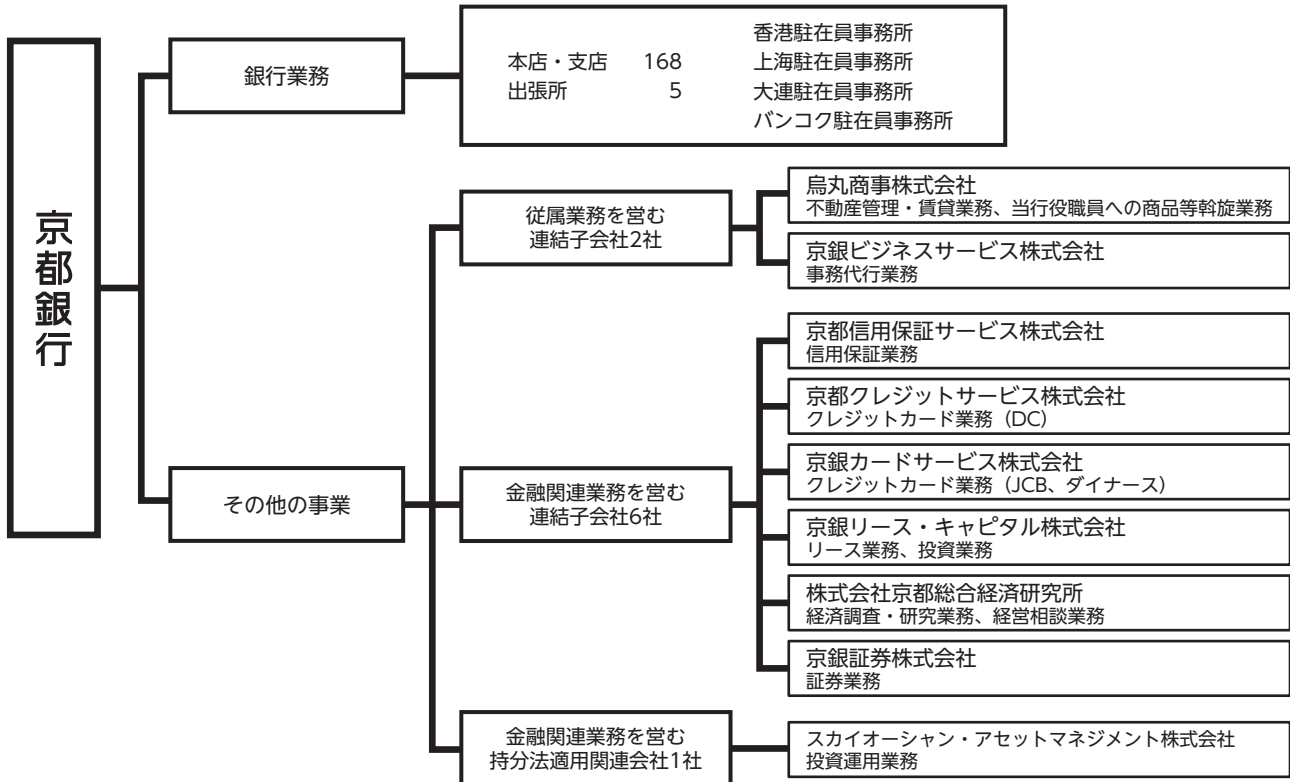 京都銀行
銀行業務
本店・支店 168
出張所 5
香港駐在員事務所
上海駐在員事務所
大連駐在員事務所
バンコク駐在員事務所
その他の事業
従属業務を営む
連結子会社2社
烏丸商事株式会社
不動産管理・賃貸業務、当行役職員への商品等斡旋業務
京銀ビジネスサービス株式会社
事務代行業務
金融関連業務を営む
連結子会社6社
京都信用保証サービス株式会社
信用保証業務
京都クレジットサービス株式会社
クレジットカード業務（DC）
京銀カードサービス株式会社
クレジットカード業務（JCB、ダイナース）
京銀リース・キャピタル株式会社
リース業務、投資業務
株式会社京都総合経済研究所
経済調査・研究業務、経営相談業務
京銀証券株式会社
証券業務
金融関連業務を営む
持分法適用関連会社1社
スカイオーシャン・アセットマネジメント株式会社
投資運用業務